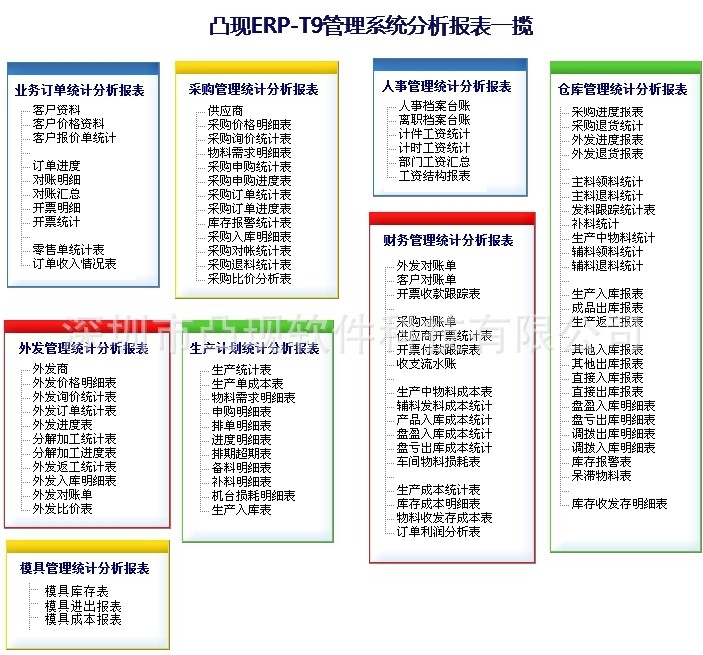 凸现ERP-T9管理系统分析报表一揽
业务订单统计分析报表
客户资料
客户价格资料
客户报价单统计
订单进度
对账明细
对账汇总
开票明细
开票统计
零售单统计表
订单收入情况表
采购管理统计分析报表
供应商
采购价格明细表
采购询价统计表
物料需求明细表
采购申购统计表
采购申购进度表
采购订单统计表
采购订单进度表
库存报警统计表
采购入库明细表
采购对帐统计表
采购退料统计表
采购比价分析表
人事管理统计分析报表
人事档案台账
离职档案台账
计件工资统计
计时工资统计
部门工资汇总
工资结构报表
仓库管理统计分析报表
采购进度报表
采购退货统计
外发进度报表
外发退货报表
主料领料统计
主料退料统计
发料跟踪统计表
补料统计
生产中物料统计
辅料领料统计
辅料退料统计
生产入库报表
成品出库报表
生产返工报表
其他入库报表
其他出库报表
直接入库报表
直接出库报表
盘盈入库明细表
盘亏出库明细表
调拨出库明细表
调拨入库明细表
库存报警表
呆滞物料表
库存收发存明细表
财务管理统计分析报表
外发对账单
客户对账单
开票收款跟踪表
采购对账单
供应商开票统计表
开票付款跟踪表
收支流水账
生产中物料成本表
辅料发料成本统计
产品入库成本统计
盘盈入库成本统计
盘亏出库成本统计
车间物料损耗表
生产成本统计表
库存成本明细表
物料收发存成本表
订单利润分析表
外发管理统计分析报表
外发商
外发价格明细表
外发询价统计表
外发订单统计表
外发进度表
分解加工统计表
分解加工进度表
外发返工统计表
外发入库明细表
外发对账单
外发比价表
生产计划统计分析报表
生产统计表
生产单成本表
物料需求明细表
申购明细表
排单明细表
进度明细表
排期超期表
备料明细表
补料明细表
机台损耗明细表
生产入库表
模具管理统计分析报表
模具库存表
模具进出报表
模具成本报表